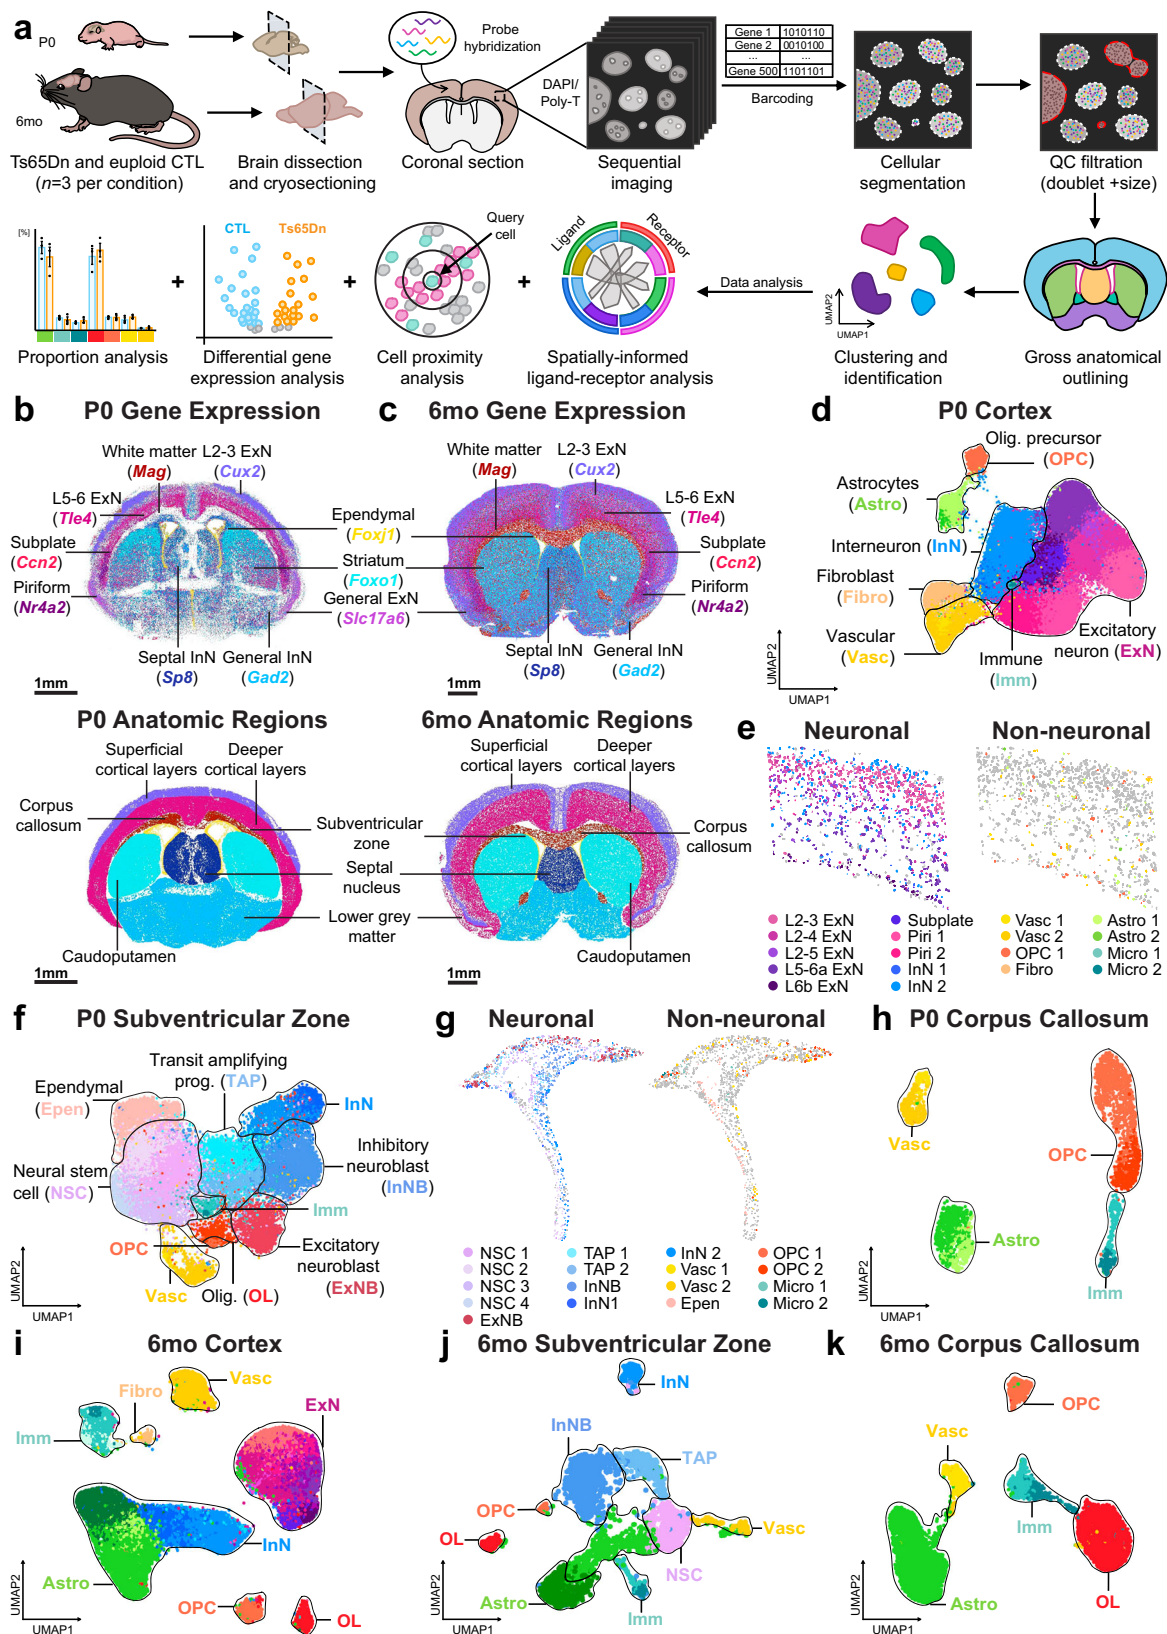 a
P0
6mo
Ts65Dn and euploid CTL
(n=3 per condition)
Brain dissection
and cryosectioning
Probe
hybridization
Coronal section
DAPI/
Poly-T
Sequential
imaging
Gene 1 1010110
Gene 2 0010100
... ...
Gene 500 1101101
Barcoding
Cellular
segmentation
QC filtration
(doublet +size)
[%]
Proportion analysis
+
CTL Ts65Dn
Differential gene
expression analysis
+
Query
cell
Cell proximity
analysis
+
Ligand
Receptor
Spatially-informed
ligand-receptor analysis
Data analysis
UMAP2
UMAP1
Clustering and
identification
Gross anatomical
outlining
b P0 Gene Expression
White matter
(Mag)
L2-3 ExN
(Cux2)
L5-6 ExN
(Tle4)
Subplate
(Ccn2)
Piriform
(Nr4a2)
Ependymal
(Foxj1)
Striatum
(Foxo1)
General ExN
(Slc17a6)
Septal InN
(Sp8)
General InN
(Gad2)
1mm
c 6mo Gene Expression
White matter
(Mag)
L2-3 ExN
(Cux2)
L5-6 ExN
(Tle4)
Subplate
(Ccn2)
Piriform
(Nr4a2)
Septal InN
(Sp8)
General InN
(Gad2)
1mm
P0 Anatomic Regions
Superficial
cortical layers
Deeper
cortical layers
Corpus
callosum
Subventricular
zone
Septal
nucleus
Lower grey
matter
Caudoputamen
1mm
6mo Anatomic Regions
Superficial
cortical layers
Deeper
cortical layers
Corpus
callosum
Caudoputamen
1mm
d P0 Cortex
Olig. precursor
(OPC)
Astrocytes
(Astro)
Interneuron (InN)
Fibroblast
(Fibro)
Vascular
(Vasc)
Immune
(Imm)
Excitatory
neuron (ExN)
UMAP2
UMAP1
e Neuronal
Non-neuronal
L2-3 ExN
L2-4 ExN
L2-5 ExN
L5-6a ExN
L6b ExN
Subplate
Piri 1
Piri 2
InN 1
InN 2
Vasc 1
Vasc 2
OPC 1
Fibro
Astro 1
Astro 2
Micro 1
Micro 2
f P0 Subventricular Zone
Transit amplifying
prog. (TAP)
Ependymal
(Epen)
InN
Neural stem
cell (NSC)
Inhibitory
neuroblast
(InNB)
Imm
OPC
Vasc
Olig. (OL)
Excitatory
neuroblast
(ExNB)
UMAP2
UMAP1
g Neuronal
Non-neuronal
NSC 1
NSC 2
NSC 3
NSC 4
ExNB
TAP 1
TAP 2
InNB
InN1
InN 2
Vasc 1
Vasc 2
Epen
OPC 1
OPC 2
Micro 1
Micro 2
h P0 Corpus Callosum
Vasc
OPC
Astro
Imm
UMAP2
UMAP1
i 6mo Cortex
Vasc
Fibro
ExN
Imm
InN
Astro
OPC
OL
UMAP2
UMAP1
j 6mo Subventricular Zone
InN
InNB
TAP
OPC
OL
Vasc
NSC
Astro
Imm
UMAP2
UMAP1
k 6mo Corpus Callosum
OPC
Vasc
Imm
Astro
OL
UMAP2
UMAP1